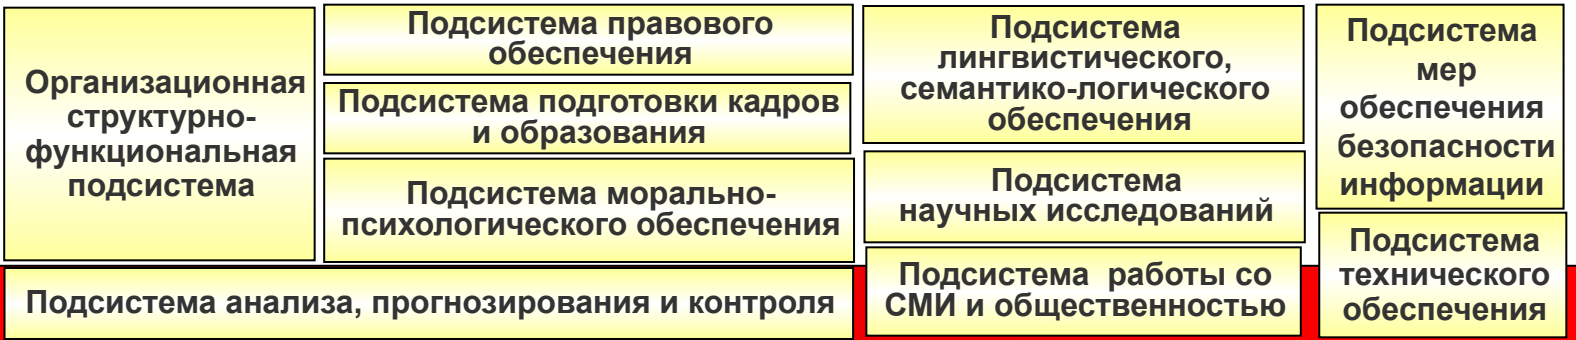 Организационная
структурно-
функциональная
подсистема
Подсистема правового
обеспечения
Подсистема подготовки кадров
и образования
Подсистема морально-
психологического обеспечения
Подсистема анализа, прогнозирования и контроля
Подсистема
лингвистического,
семантико-логического
обеспечения
Подсистема
научных исследований
Подсистема работы со
СМИ и общественностью
Подсистема
мер
обеспечения
безопасности
информации
Подсистема
технического
обеспечения